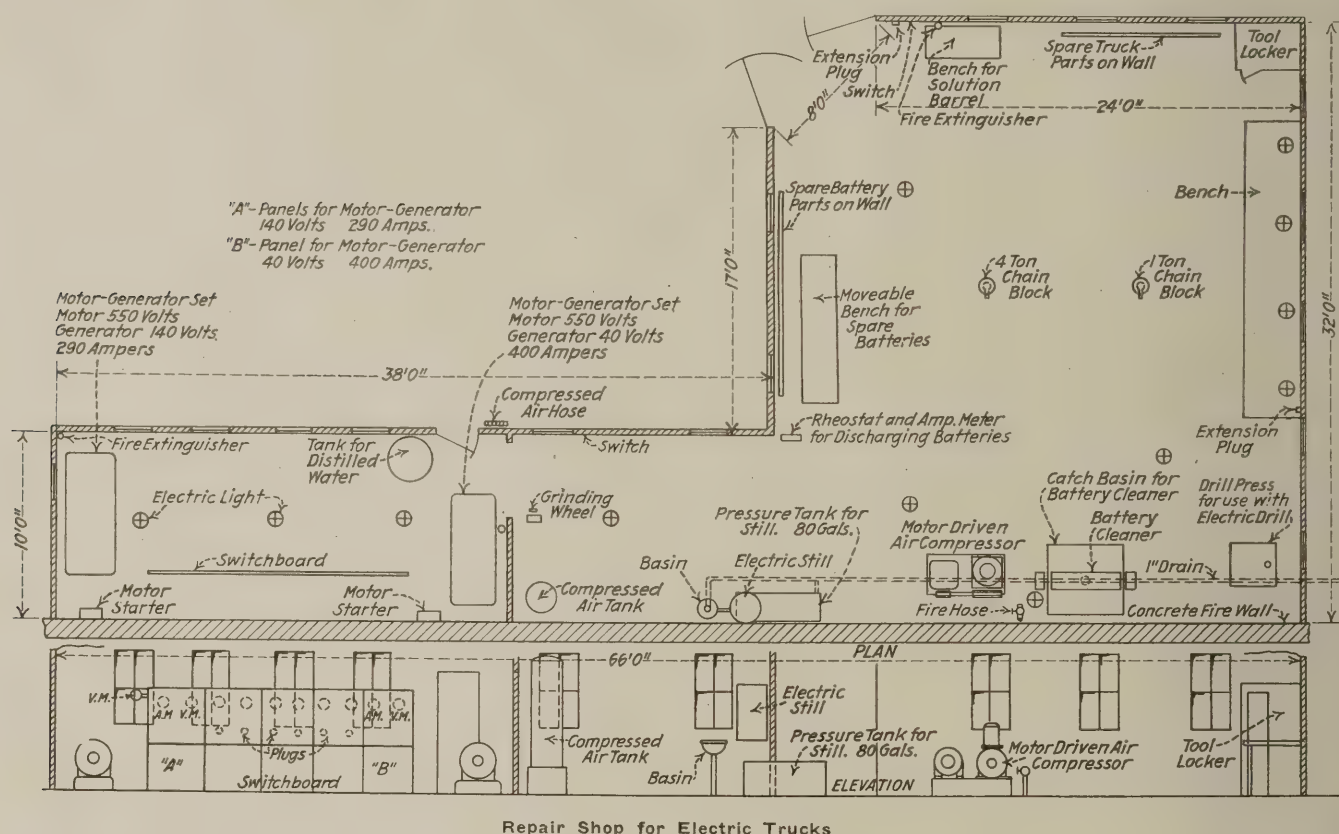 Extension
Plug
Switch
Bench for
Solution
Barrel
Fire Extinguisher
Spare Truck
Parts on Wall
Tool
Locker
8'0"
24'0"
"A"- Panels for Motor-Generator
140 Volts 290 Amps.
"B"- Panel for Motor-Generator
40 Volts 400 Amps.
Spare Battery
Parts on Wall
Bench
17'0"
4 Ton
Chain
Block
1 Ton
Chain
Block
32'0"
Motor-Generator Set
Motor 550 Volts
Generator 140 Volts
290 Ampers
Motor-Generator Set
Motor 550 Volts
Generator 40 Volts
400 Ampers
Moveable
Bench for
Spare
Batteries
38'0"
Compressed
Air Hose
Rheostat and Amp. Meter
for Discharging Batteries
Fire Extinguisher
Tank for
Distilled
Water
Switch
Extension
Plug
10'0"
Electric Light
Grinding
Wheel
Pressure Tank for
Still. 80 Gals.
Motor Driven
Air Compressor
Catch Basin for
Battery Cleaner
Battery
Cleaner
Drill Press
for use with
Electric Drill
Switchboard
Basin
Electric Still
1" Drain
Motor
Starter
Motor
Starter
Compressed
Air Tank
Fire Hose
Concrete Fire Wall
PLAN
66'0"
V.M.
A.M.
V.M.
A.M.
V.M.
Plugs
"A"
Switchboard
"B"
Compressed
Air Tank
Basin
Electric
Still
Pressure Tank for
Still. 80 Gals.
ELEVATION
Motor Driven Air
Compressor
Tool
Locker
Repair Shop for Electric Trucks